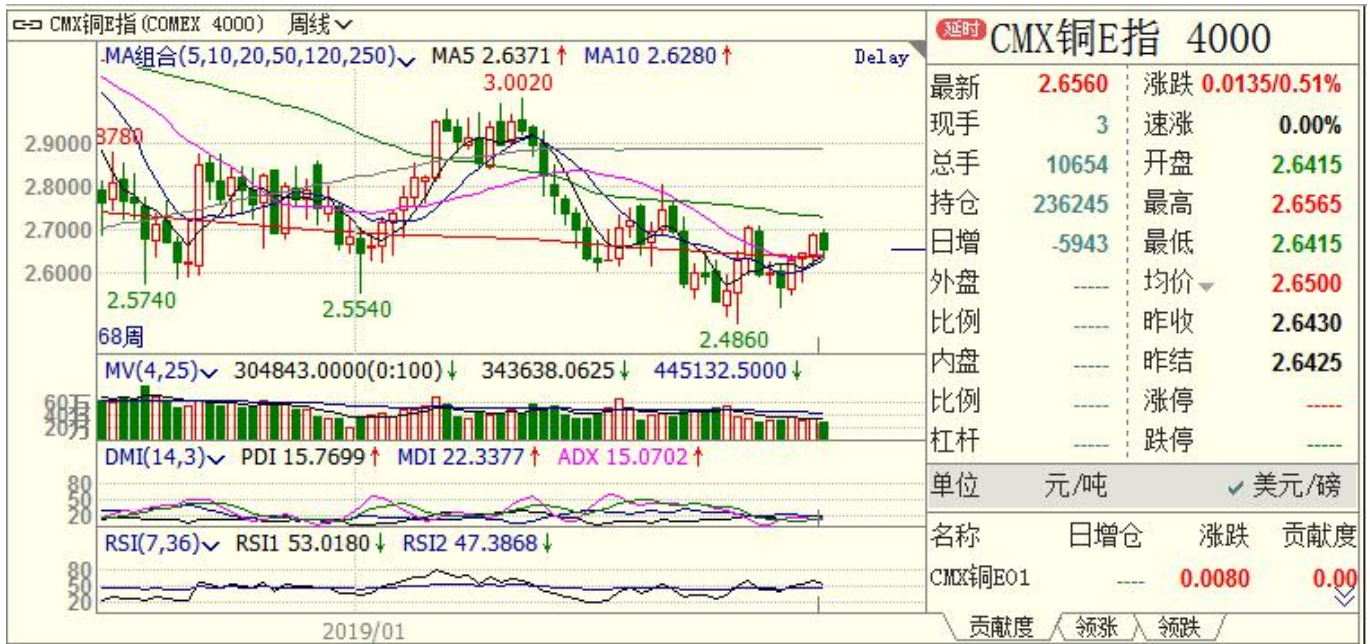 CMX铜E指(COMEX 4000) 周线
MA组合(5,10,20,50,120,250) MA5 2.6371↑ MA10 2.6280↑ Delay
3.0020
8780
2.9000
2.8000
2.7000
2.6000
2.5740
2.5540
2.4860
68周
MV(4,25) 304843.0000(0:100)↓ 343638.0625↓ 445132.5000↓
60万
40万
20万
DMI(14,3) PDI 15.7699↑ MDI 22.3377↑ ADX 15.0702↑
80
50
20
RSI(7,36) RSI1 53.0180↓ RSI2 47.3868↓
80
50
20
2019/01
延时 CMX铜E指 4000
最新 2.6560 涨跌 0.0135/0.51%
现手 3 速涨 0.00%
总手 10654 开盘 2.6415
持仓 236245 最高 2.6565
日增 -5943 最低 2.6415
外盘 ----- 均价 2.6500
比例 ----- 昨收 2.6430
内盘 ----- 昨结 2.6425
比例 ----- 涨停 -----
杠杆 ----- 跌停 -----
单位 元/吨 ✓ 美元/磅
名称 日增仓 涨跌 贡献度
CMX铜E01 ---- 0.0080 0.00
贡献度 领涨 领跌